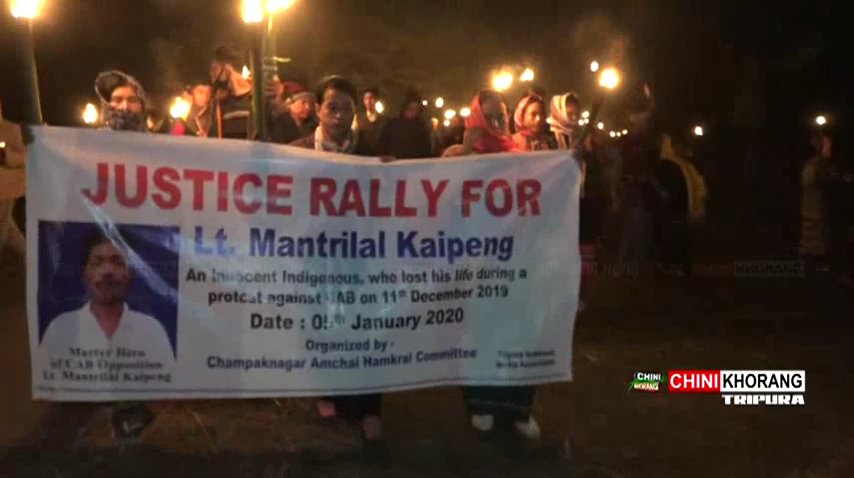 JUSTICE RALLY FOR
Lt. Mantrilal Kaipeng
An Innocent Indigenous, who lost his life during a
protest against CAB on 11th December 2019
Date : 05th January 2020
Organized by -
Champaknagar Amchai Hamkrai Committee
Martyr Hero
of CAB Opposition
Lt. Mantrilal Kaipeng
CHINI
KHORANG
CHINI KHORANG
TRIPURA